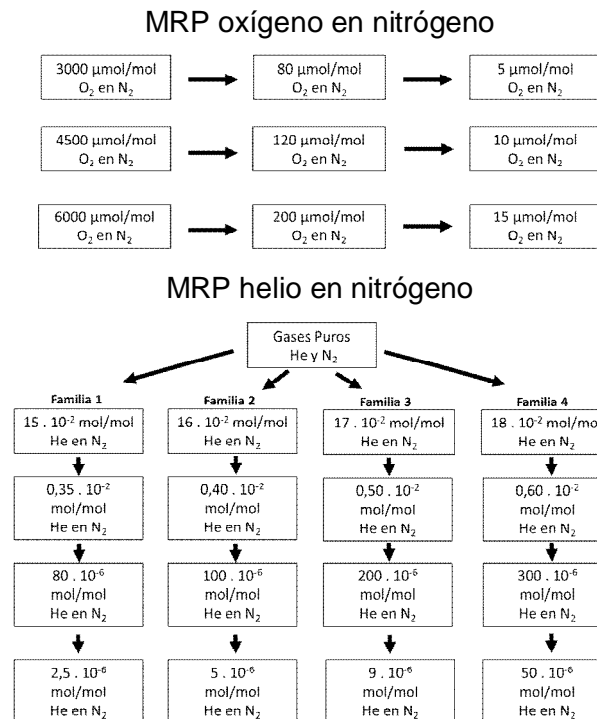 MRP oxígeno en nitrógeno
3000 µmol/mol
O₂ en N₂
80 µmol/mol
O₂ en N₂
5 µmol/mol
O₂ en N₂
4500 µmol/mol
O₂ en N₂
120 µmol/mol
O₂ en N₂
10 µmol/mol
O₂ en N₂
6000 µmol/mol
O₂ en N₂
200 µmol/mol
O₂ en N₂
15 µmol/mol
O₂ en N₂
MRP helio en nitrógeno
Gases Puros
He y N₂
Familia 1
Familia 2
Familia 3
Familia 4
15 . 10⁻² mol/mol
He en N₂
16 . 10⁻² mol/mol
He en N₂
17 . 10⁻² mol/mol
He en N₂
18 . 10⁻² mol/mol
He en N₂
0,35 . 10⁻²
mol/mol
He en N₂
0,40 . 10⁻²
mol/mol
He en N₂
0,50 . 10⁻²
mol/mol
He en N₂
0,60 . 10⁻²
mol/mol
He en N₂
80 . 10⁻⁶
mol/mol
He en N₂
100 . 10⁻⁶
mol/mol
He en N₂
200 . 10⁻⁶
mol/mol
He en N₂
300 . 10⁻⁶
mol/mol
He en N₂
2,5 . 10⁻⁶
mol/mol
He en N₂
5 . 10⁻⁶
mol/mol
He en N₂
9 . 10⁻⁶
mol/mol
He en N₂
50 . 10⁻⁶
mol/mol
He en N₂